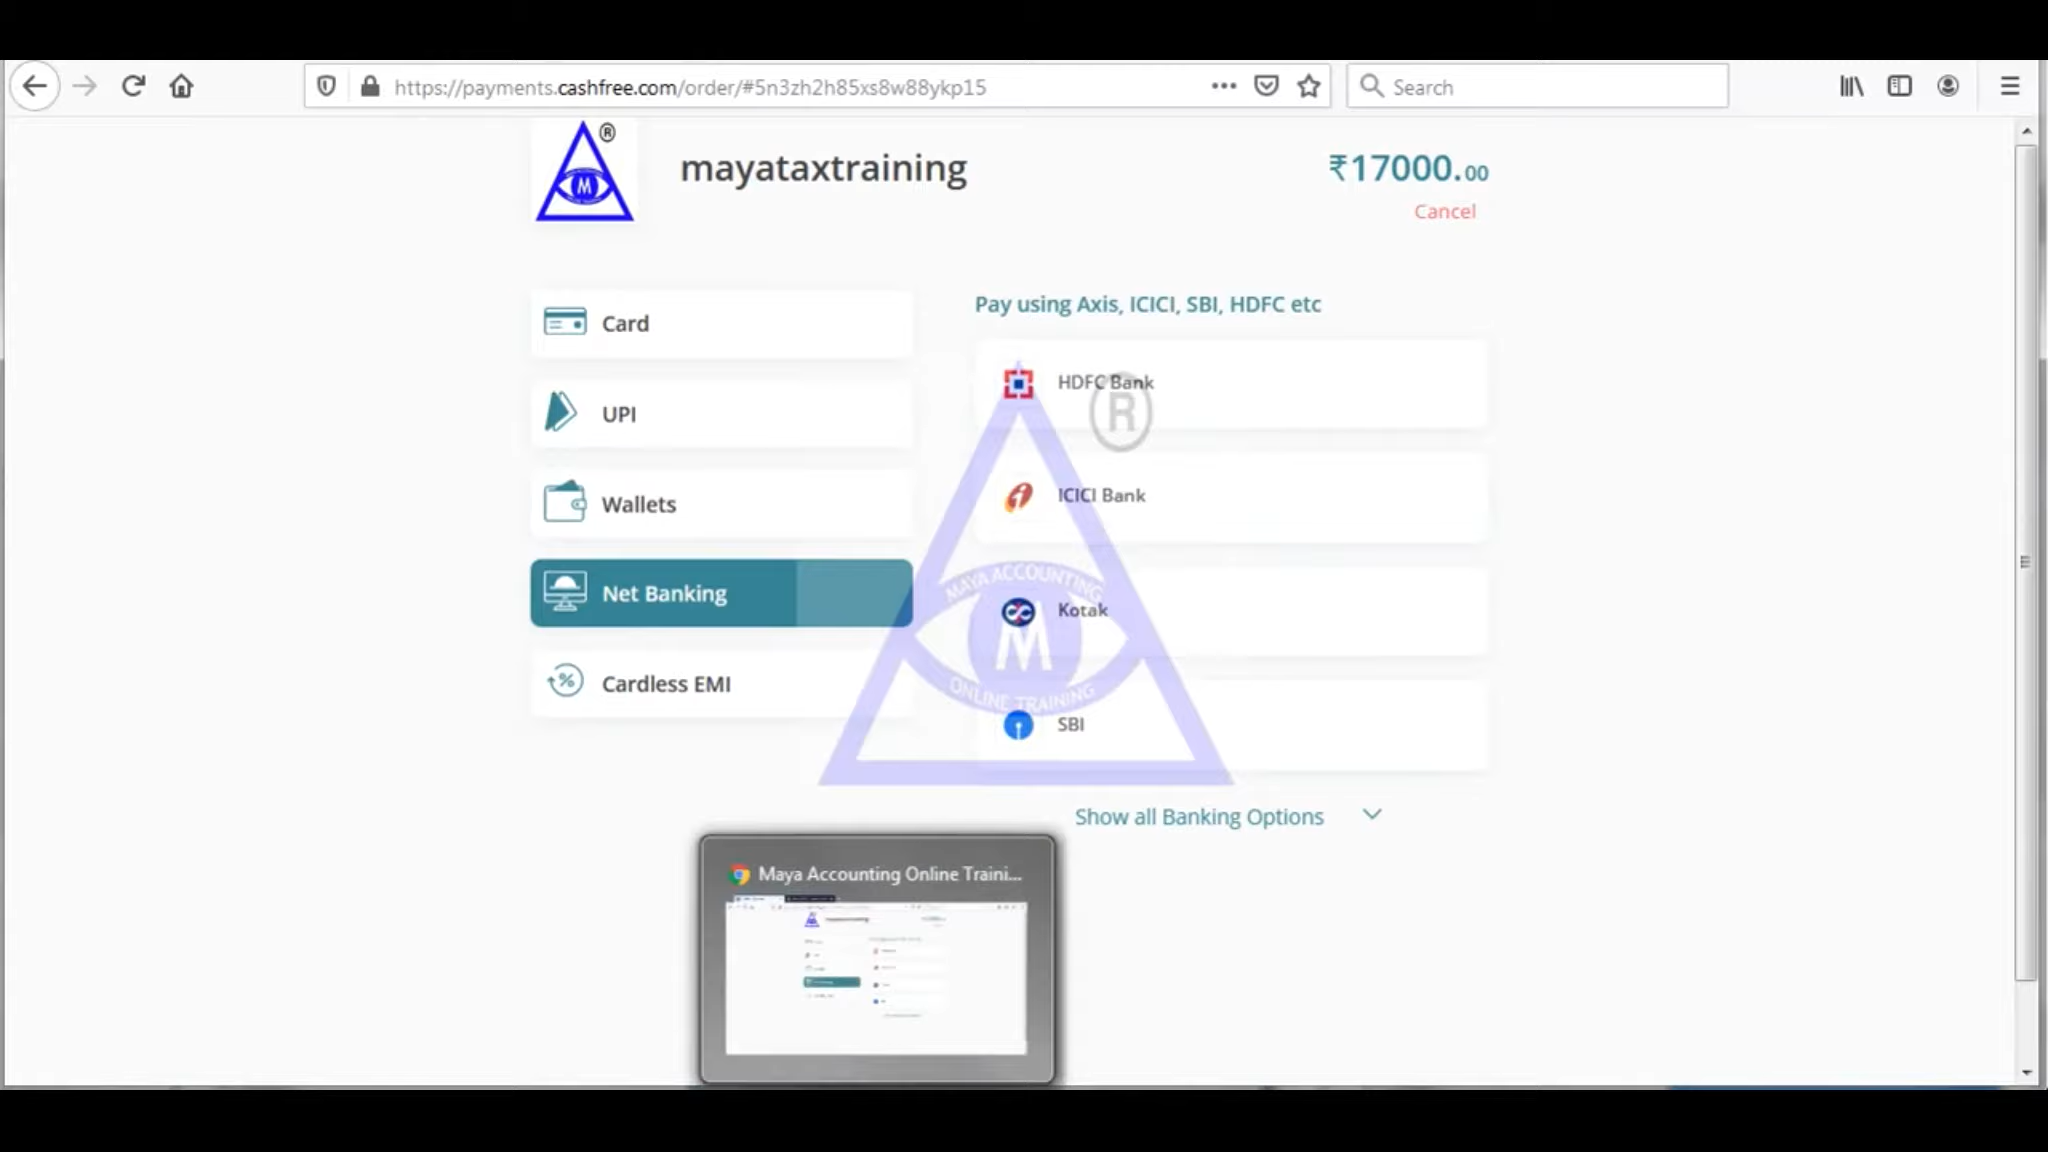 https://payments.cashfree.com/order/#5n3zh2h85xs8w88ykp15
Search
®
M
mayataxtraining
₹17000.00
Cancel
Card
UPI
Wallets
Net Banking
Cardless EMI
Pay using Axis, ICICI, SBI, HDFC etc
HDFC Bank
®
ICICI Bank
Kotak
SBI
MAYA ACCOUNTING
M
ONLINE TRAINING
Show all Banking Options
Maya Accounting Online Traini...